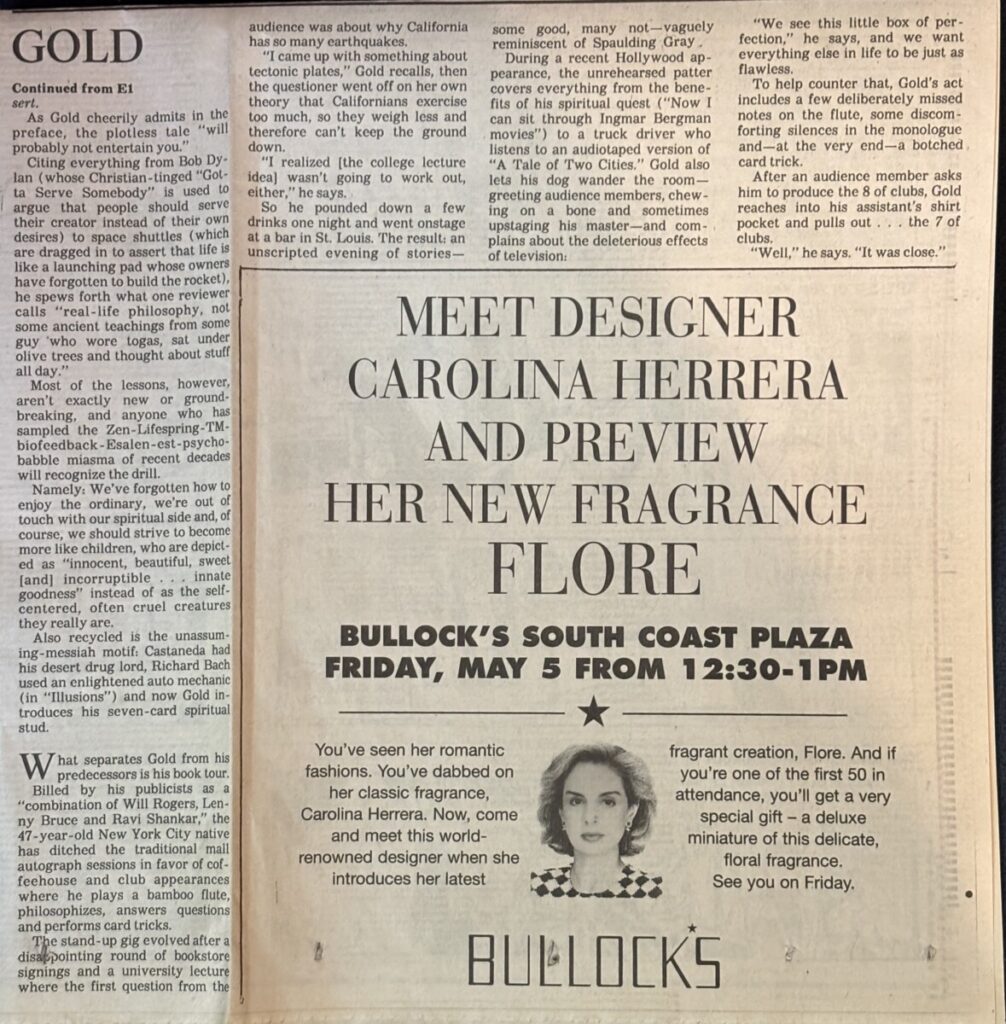 GOLD
Continued from E1
sert.
As Gold cheerily admits in the
preface, the plotless tale "will
probably not entertain you."
Citing everything from Bob Dy-
lan (whose Christian-tinged "Got-
ta Serve Somebody" is used to
argue that people should serve
their creator instead of their own
desires) to space shuttles (which
are dragged in to assert that life is
like a launching pad whose owners
have forgotten to build the rocket),
he spews forth what one reviewer
calls "real-life philosophy, not
some ancient teachings from some
guy who wore togas, sat under
olive trees and thought about stuff
all day."
Most of the lessons, however,
aren't exactly new or ground-
breaking, and anyone who has
sampled the Zen-Lifespring-TM-
biofeedback-Esalen-est-psycho-
babble miasma of recent decades
will recognize the drill.
Namely: We've forgotten how to
enjoy the ordinary, we're out of
touch with our spiritual side and, of
course, we should strive to become
more like children, who are depict-
ed as "innocent, beautiful, sweet
[and] incorruptible . . . innate
goodness" instead of as the self-
centered, often cruel creatures
they really are.
Also recycled is the unassum-
ing-messiah motif: Castaneda had
his desert drug lord, Richard Bach
used an enlightened auto mechanic
(in "Illusions") and now Gold in-
troduces his seven-card spiritual
stud.
What separates Gold from his
predecessors is his book tour.
Billed by his publicists as a
"combination of Will Rogers, Len-
ny Bruce and Ravi Shankar," the
47-year-old New York City native
has ditched the traditional mall
autograph sessions in favor of cof-
feehouse and club appearances
where he plays a bamboo flute,
philosophizes, answers questions
and performs card tricks.
The stand-up gig evolved after a
disappointing round of bookstore
signings and a university lecture
where the first question from the
audience was about why California
has so many earthquakes.
"I came up with something about
tectonic plates," Gold recalls, then
the questioner went off on her own
theory that Californians exercise
too much, so they weigh less and
therefore can't keep the ground
down.
"I realized [the college lecture
idea] wasn't going to work out,
either," he says.
So he pounded down a few
drinks one night and went onstage
at a bar in St. Louis. The result: an
unscripted evening of stories—
some good, many not—vaguely
reminiscent of Spaulding Gray.
During a recent Hollywood ap-
pearance, the unrehearsed patter
covers everything from the bene-
fits of his spiritual quest ("Now I
can sit through Ingmar Bergman
movies") to a truck driver who
listens to an audiotaped version of
"A Tale of Two Cities." Gold also
lets his dog wander the room—
greeting audience members, chew-
ing on a bone and sometimes
upstaging his master—and com-
plains about the deleterious effects
of television:
"We see this little box of per-
fection," he says, and we want
everything else in life to be just as
flawless.
To help counter that, Gold's act
includes a few deliberately missed
notes on the flute, some discom-
forting silences in the monologue
and—at the very end—a botched
card trick.
After an audience member asks
him to produce the 8 of clubs, Gold
reaches into his assistant's shirt
pocket and pulls out . . . the 7 of
clubs.
"Well," he says. "It was close."
MEET DESIGNER
CAROLINA HERRERA
AND PREVIEW
HER NEW FRAGRANCE
FLORE
BULLOCK'S SOUTH COAST PLAZA
FRIDAY, MAY 5 FROM 12:30-1PM
You've seen her romantic
fashions. You've dabbed on
her classic fragrance,
Carolina Herrera. Now, come
and meet this world-
renowned designer when she
introduces her latest
fragrant creation, Flore. And if
you're one of the first 50 in
attendance, you'll get a very
special gift – a deluxe
miniature of this delicate,
floral fragrance.
See you on Friday.
BULLOCK'S